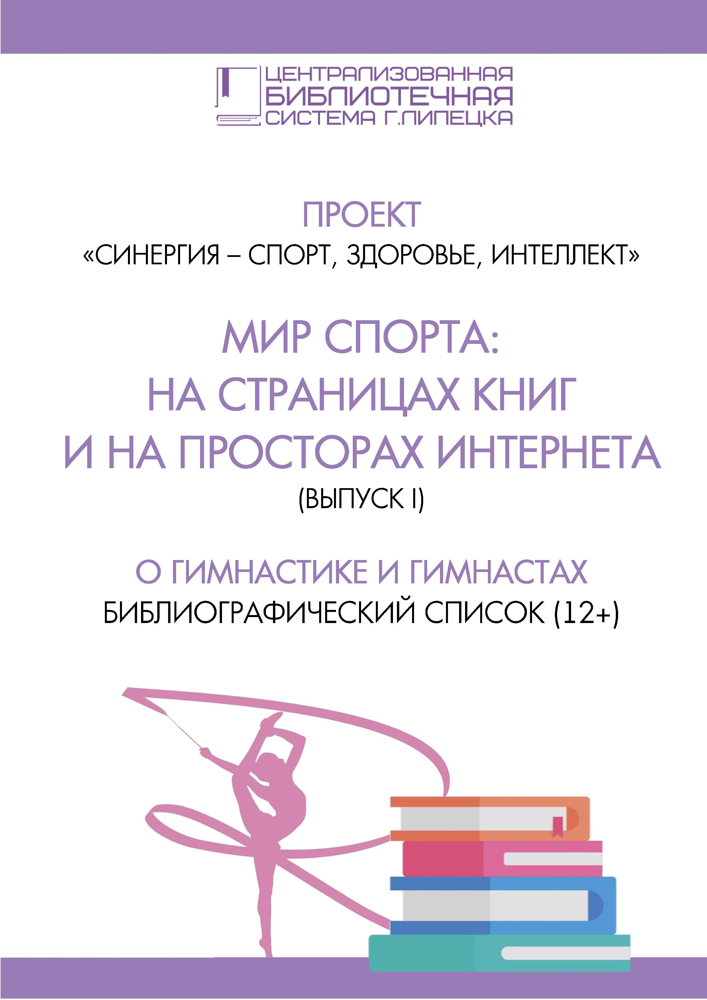 ЦЕНТРАЛИЗОВАННАЯ
БИБЛИОТЕЧНАЯ
СИСТЕМА Г.ЛИПЕЦКА
ПРОЕКТ
«СИНЕРГИЯ – СПОРТ, ЗДОРОВЬЕ, ИНТЕЛЛЕКТ»
МИР СПОРТА:
НА СТРАНИЦАХ КНИГ
И НА ПРОСТОРАХ ИНТЕРНЕТА
(ВЫПУСК I)
О ГИМНАСТИКЕ И ГИМНАСТАХ
БИБЛИОГРАФИЧЕСКИЙ СПИСОК (12+)